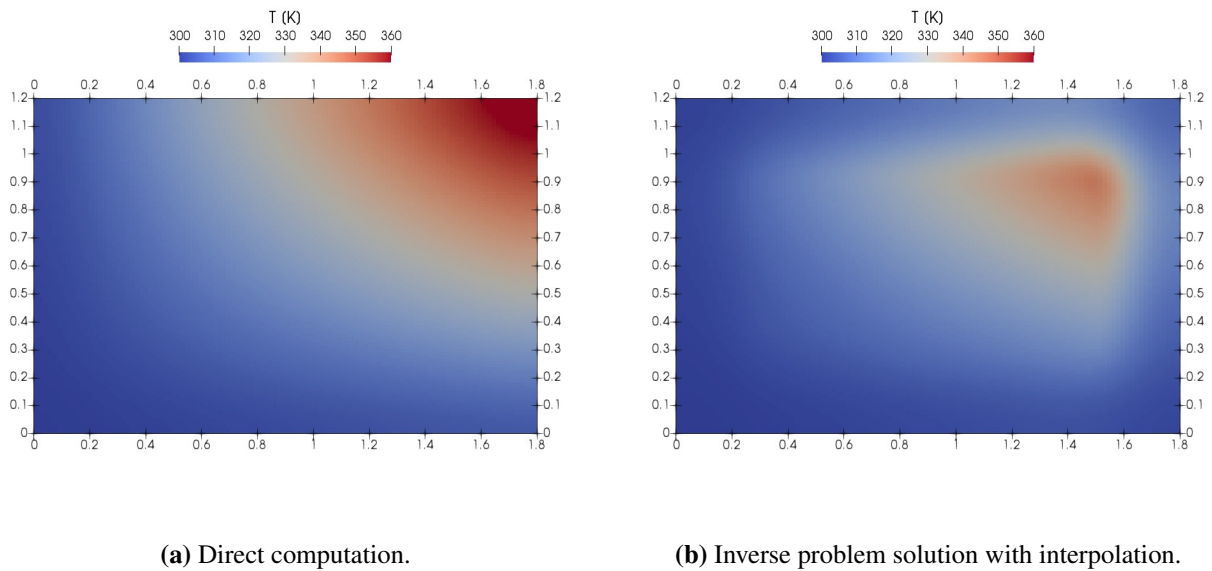 T (K)
300 310 320 330 340 350 360
0 0.2 0.4 0.6 0.8 1 1.2 1.4 1.6 1.8
1.2 1.2
1.1 1.1
1 1
0.9 0.9
0.8 0.8
0.7 0.7
0.6 0.6
0.5 0.5
0.4 0.4
0.3 0.3
0.2 0.2
0.1 0.1
0 0
0 0.2 0.4 0.6 0.8 1 1.2 1.4 1.6 1.8
(a) Direct computation.
T (K)
300 310 320 330 340 350 360
0 0.2 0.4 0.6 0.8 1 1.2 1.4 1.6 1.8
1.2 1.2
1.1 1.1
1 1
0.9 0.9
0.8 0.8
0.7 0.7
0.6 0.6
0.5 0.5
0.4 0.4
0.3 0.3
0.2 0.2
0.1 0.1
0 0
0 0.2 0.4 0.6 0.8 1 1.2 1.4 1.6 1.8
(b) Inverse problem solution with interpolation.